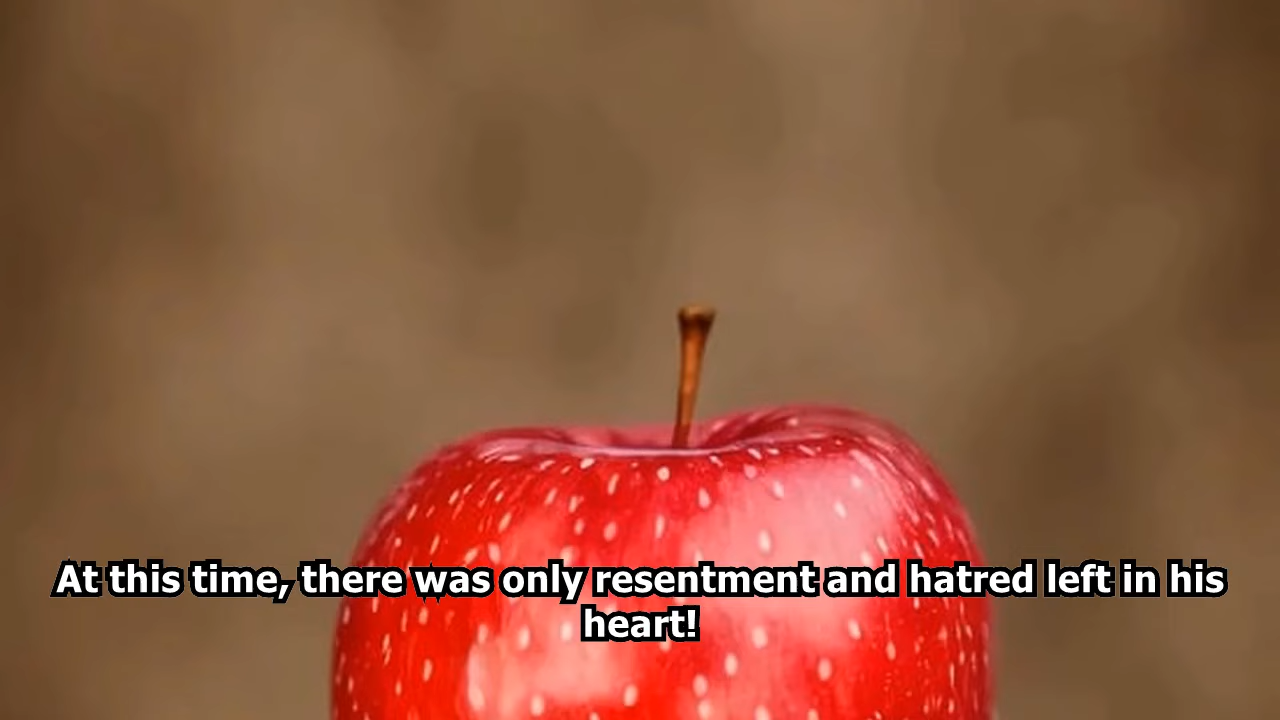 At this time, there was only resentment and hatred left in his
heart!